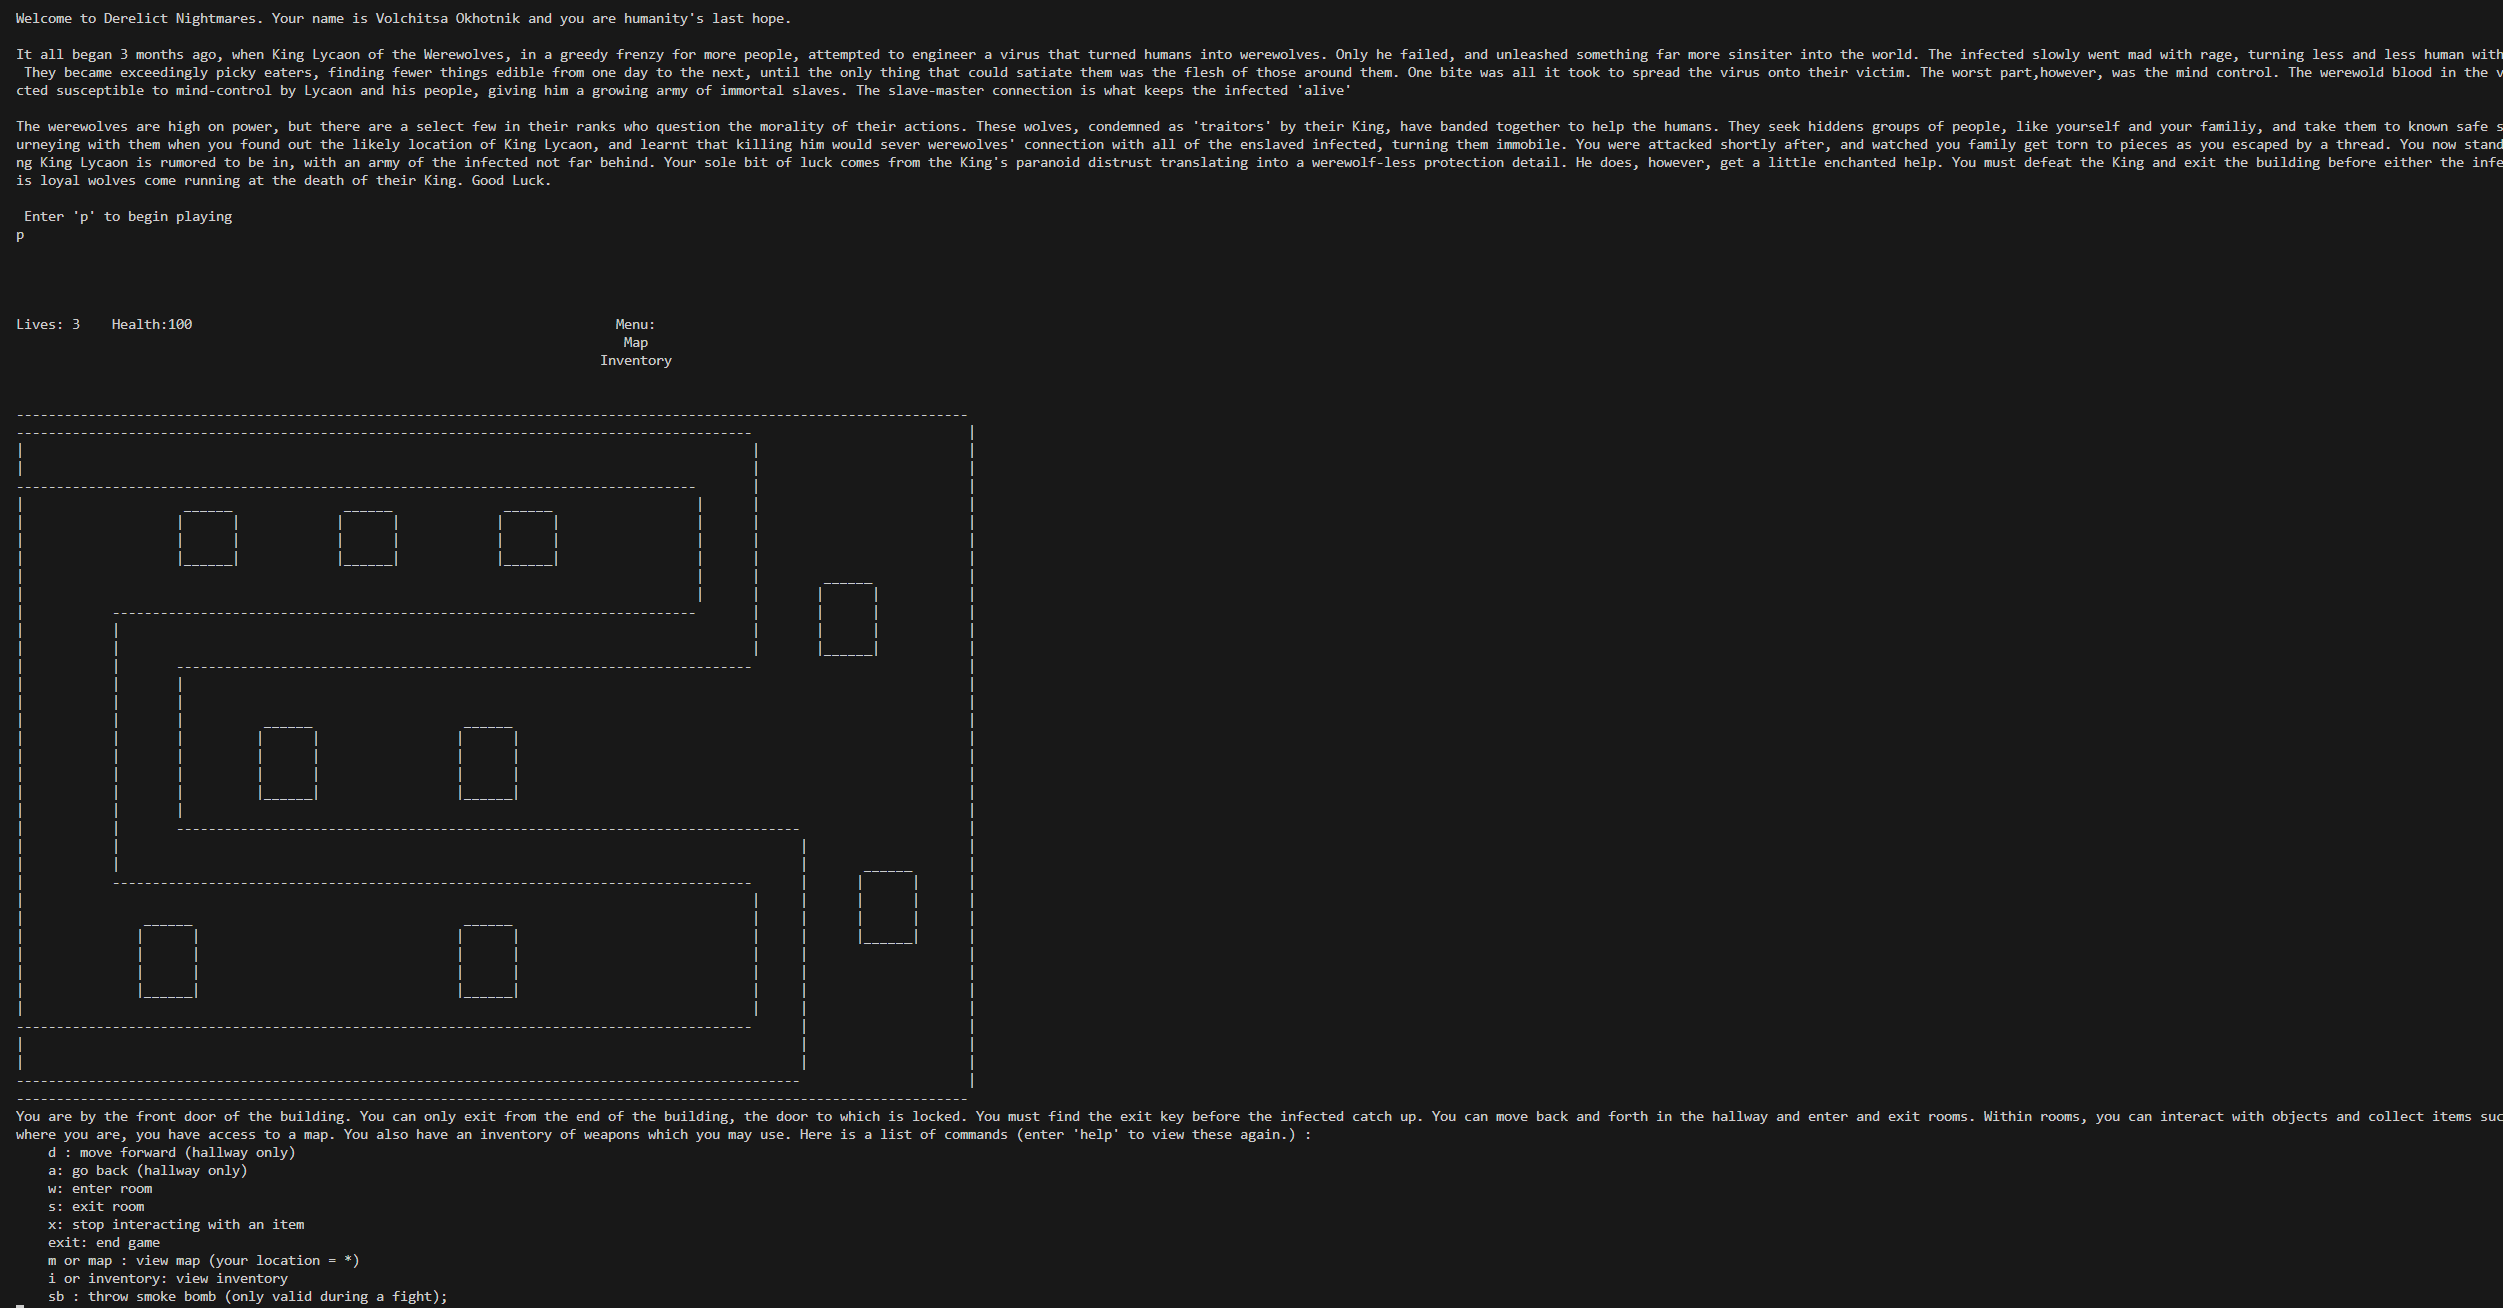 Welcome to Derelict Nightmares. Your name is Volchitsa Okhotnik and you are humanity's last hope.
It all began 3 months ago, when King Lycaon of the Werewolves, in a greedy frenzy for more people, attempted to engineer a virus that turned humans into werewolves. Only he failed, and unleashed something far more sinsiter into the world. The infected slowly went mad with rage, turning less and less human with
They became exceedingly picky eaters, finding fewer things edible from one day to the next, until the only thing that could satiate them was the flesh of those around them. One bite was all it took to spread the virus onto their victim. The worst part,however, was the mind control. The werewold blood in the v
cted susceptible to mind-control by Lycaon and his people, giving him a growing army of immortal slaves. The slave-master connection is what keeps the infected 'alive'
The werewolves are high on power, but there are a select few in their ranks who question the morality of their actions. These wolves, condemned as 'traitors' by their King, have banded together to help the humans. They seek hiddens groups of people, like yourself and your familiy, and take them to known safe s
urneying with them when you found out the likely location of King Lycaon, and learnt that killing him would sever werewolves' connection with all of the enslaved infected, turning them immobile. You were attacked shortly after, and watched you family get torn to pieces as you escaped by a thread. You now stand
ng King Lycaon is rumored to be in, with an army of the infected not far behind. Your sole bit of luck comes from the King's paranoid distrust translating into a werewolf-less protection detail. He does, however, get a little enchanted help. You must defeat the King and exit the building before either the infe
is loyal wolves come running at the death of their King. Good Luck.
Enter 'p' to begin playing
p
Lives: 3    Health:100    Menu:
Map
Inventory
You are by the front door of the building. You can only exit from the end of the building, the door to which is locked. You must find the exit key before the infected catch up. You can move back and forth in the hallway and enter and exit rooms. Within rooms, you can interact with objects and collect items suc
where you are, you have access to a map. You also have an inventory of weapons which you may use. Here is a list of commands (enter 'help' to view these again.) :
d : move forward (hallway only)
a: go back (hallway only)
w: enter room
s: exit room
x: stop interacting with an item
exit: end game
m or map : view map (your location = *)
i or inventory: view inventory
sb : throw smoke bomb (only valid during a fight);